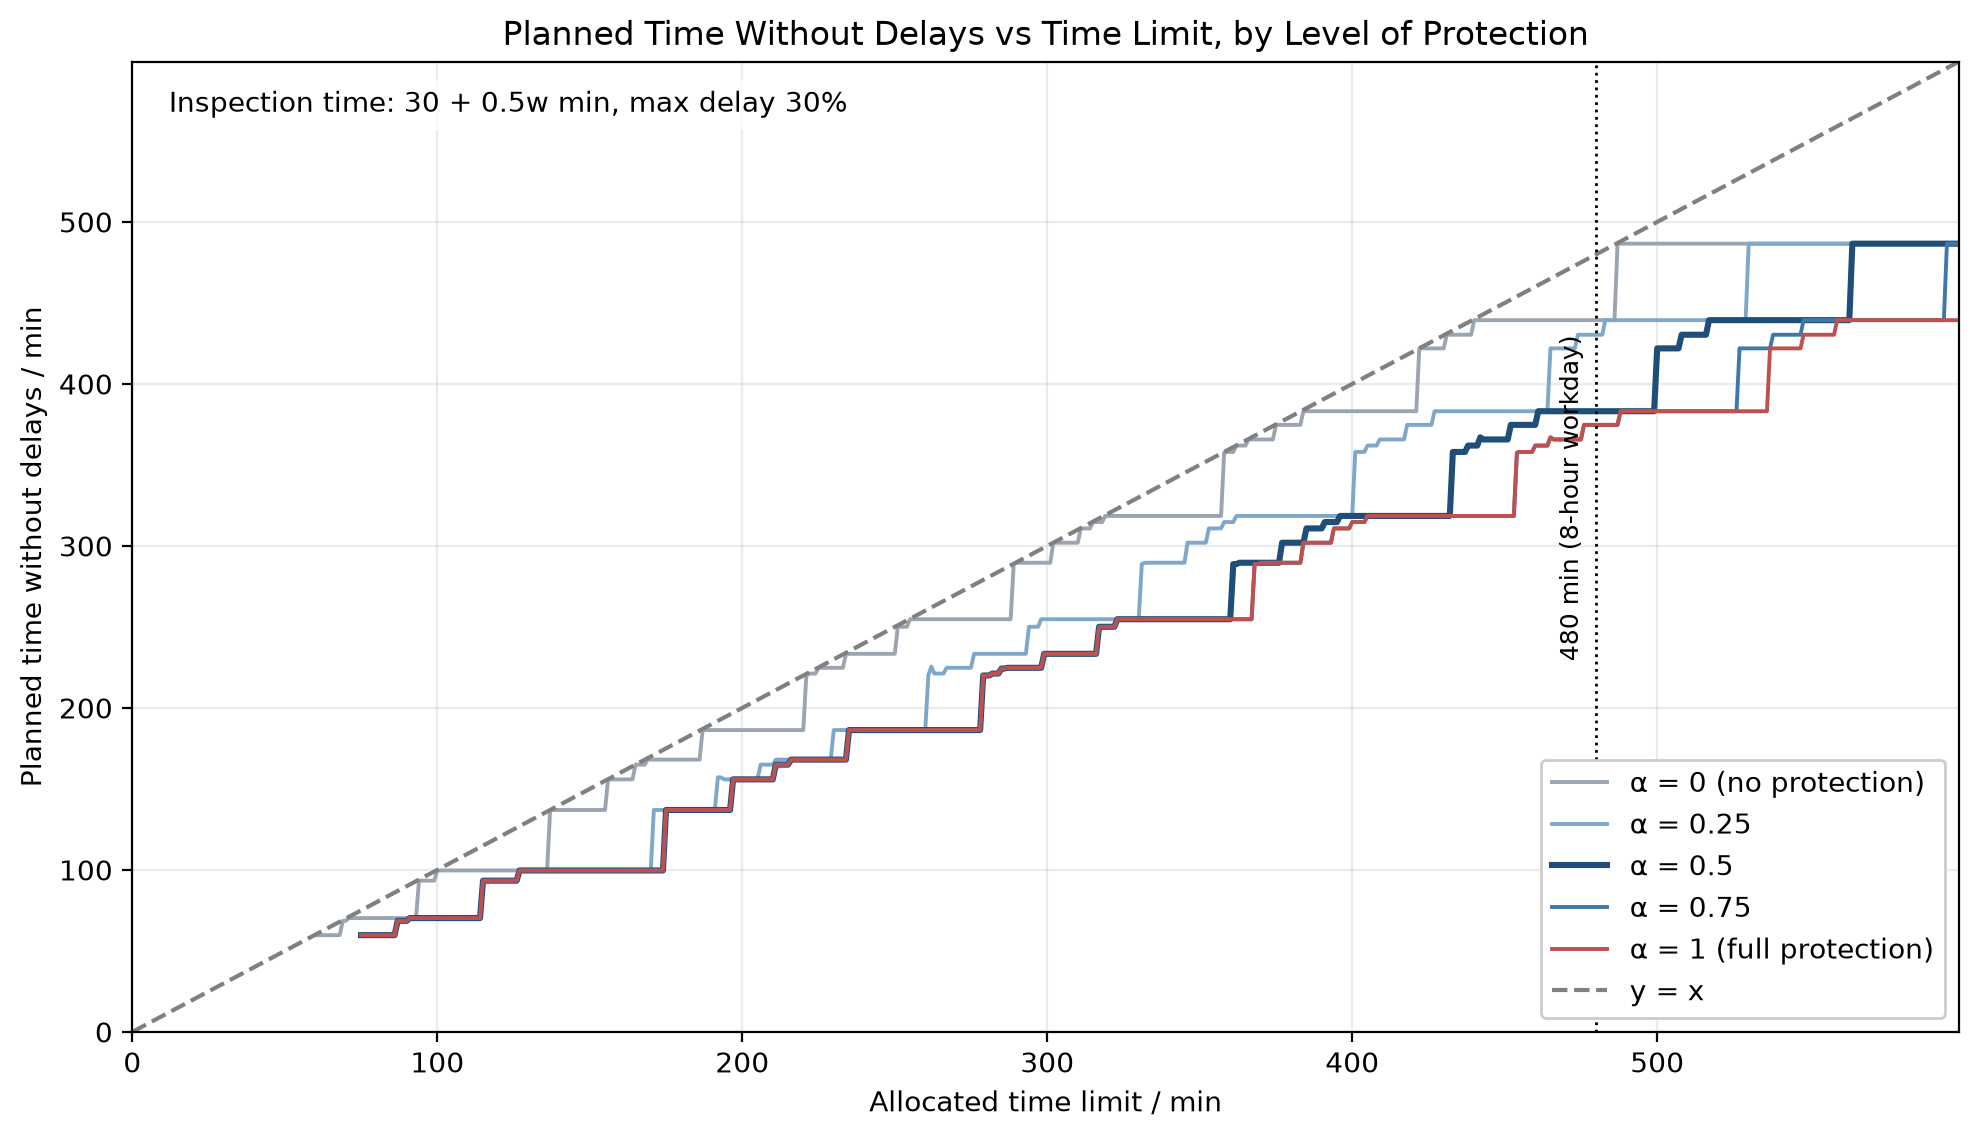 Planned Time Without Delays vs Time Limit, by Level of Protection
Inspection time: 30 + 0.5w min, max delay 30%
Planned time without delays / min
500
400
300
200
100
0
480 min (8-hour workday)
α = 0 (no protection)
α = 0.25
α = 0.5
α = 0.75
α = 1 (full protection)
y = x
0
100
200
300
400
500
Allocated time limit / min